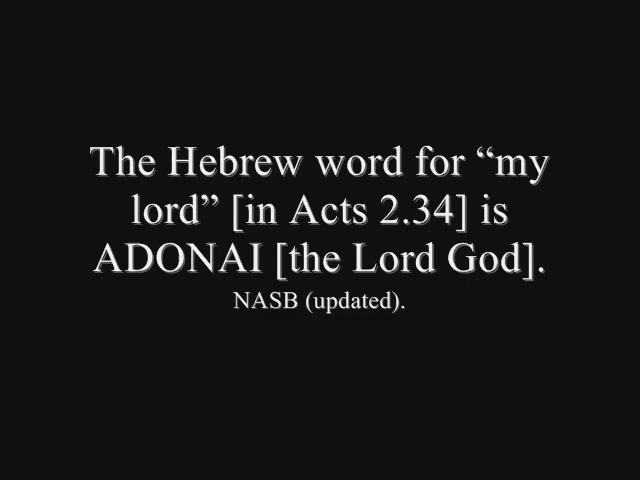 The Hebrew word for “my
lord” [in Acts 2.34] is
ADONAI [the Lord God].
NASB (updated).